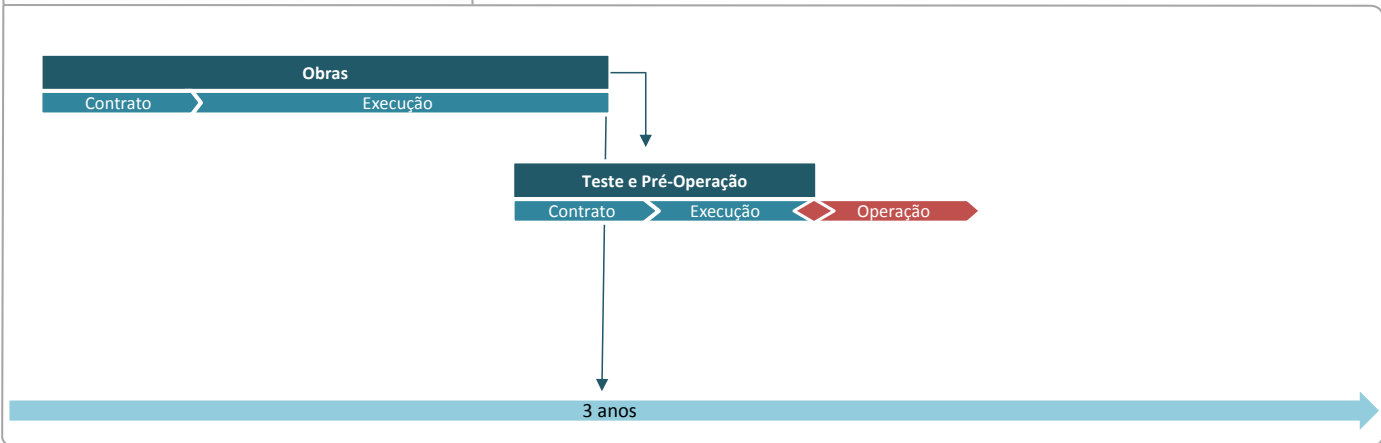 Obras
Contrato Execução
Teste e Pré-Operação
Contrato Execução Operação
3 anos